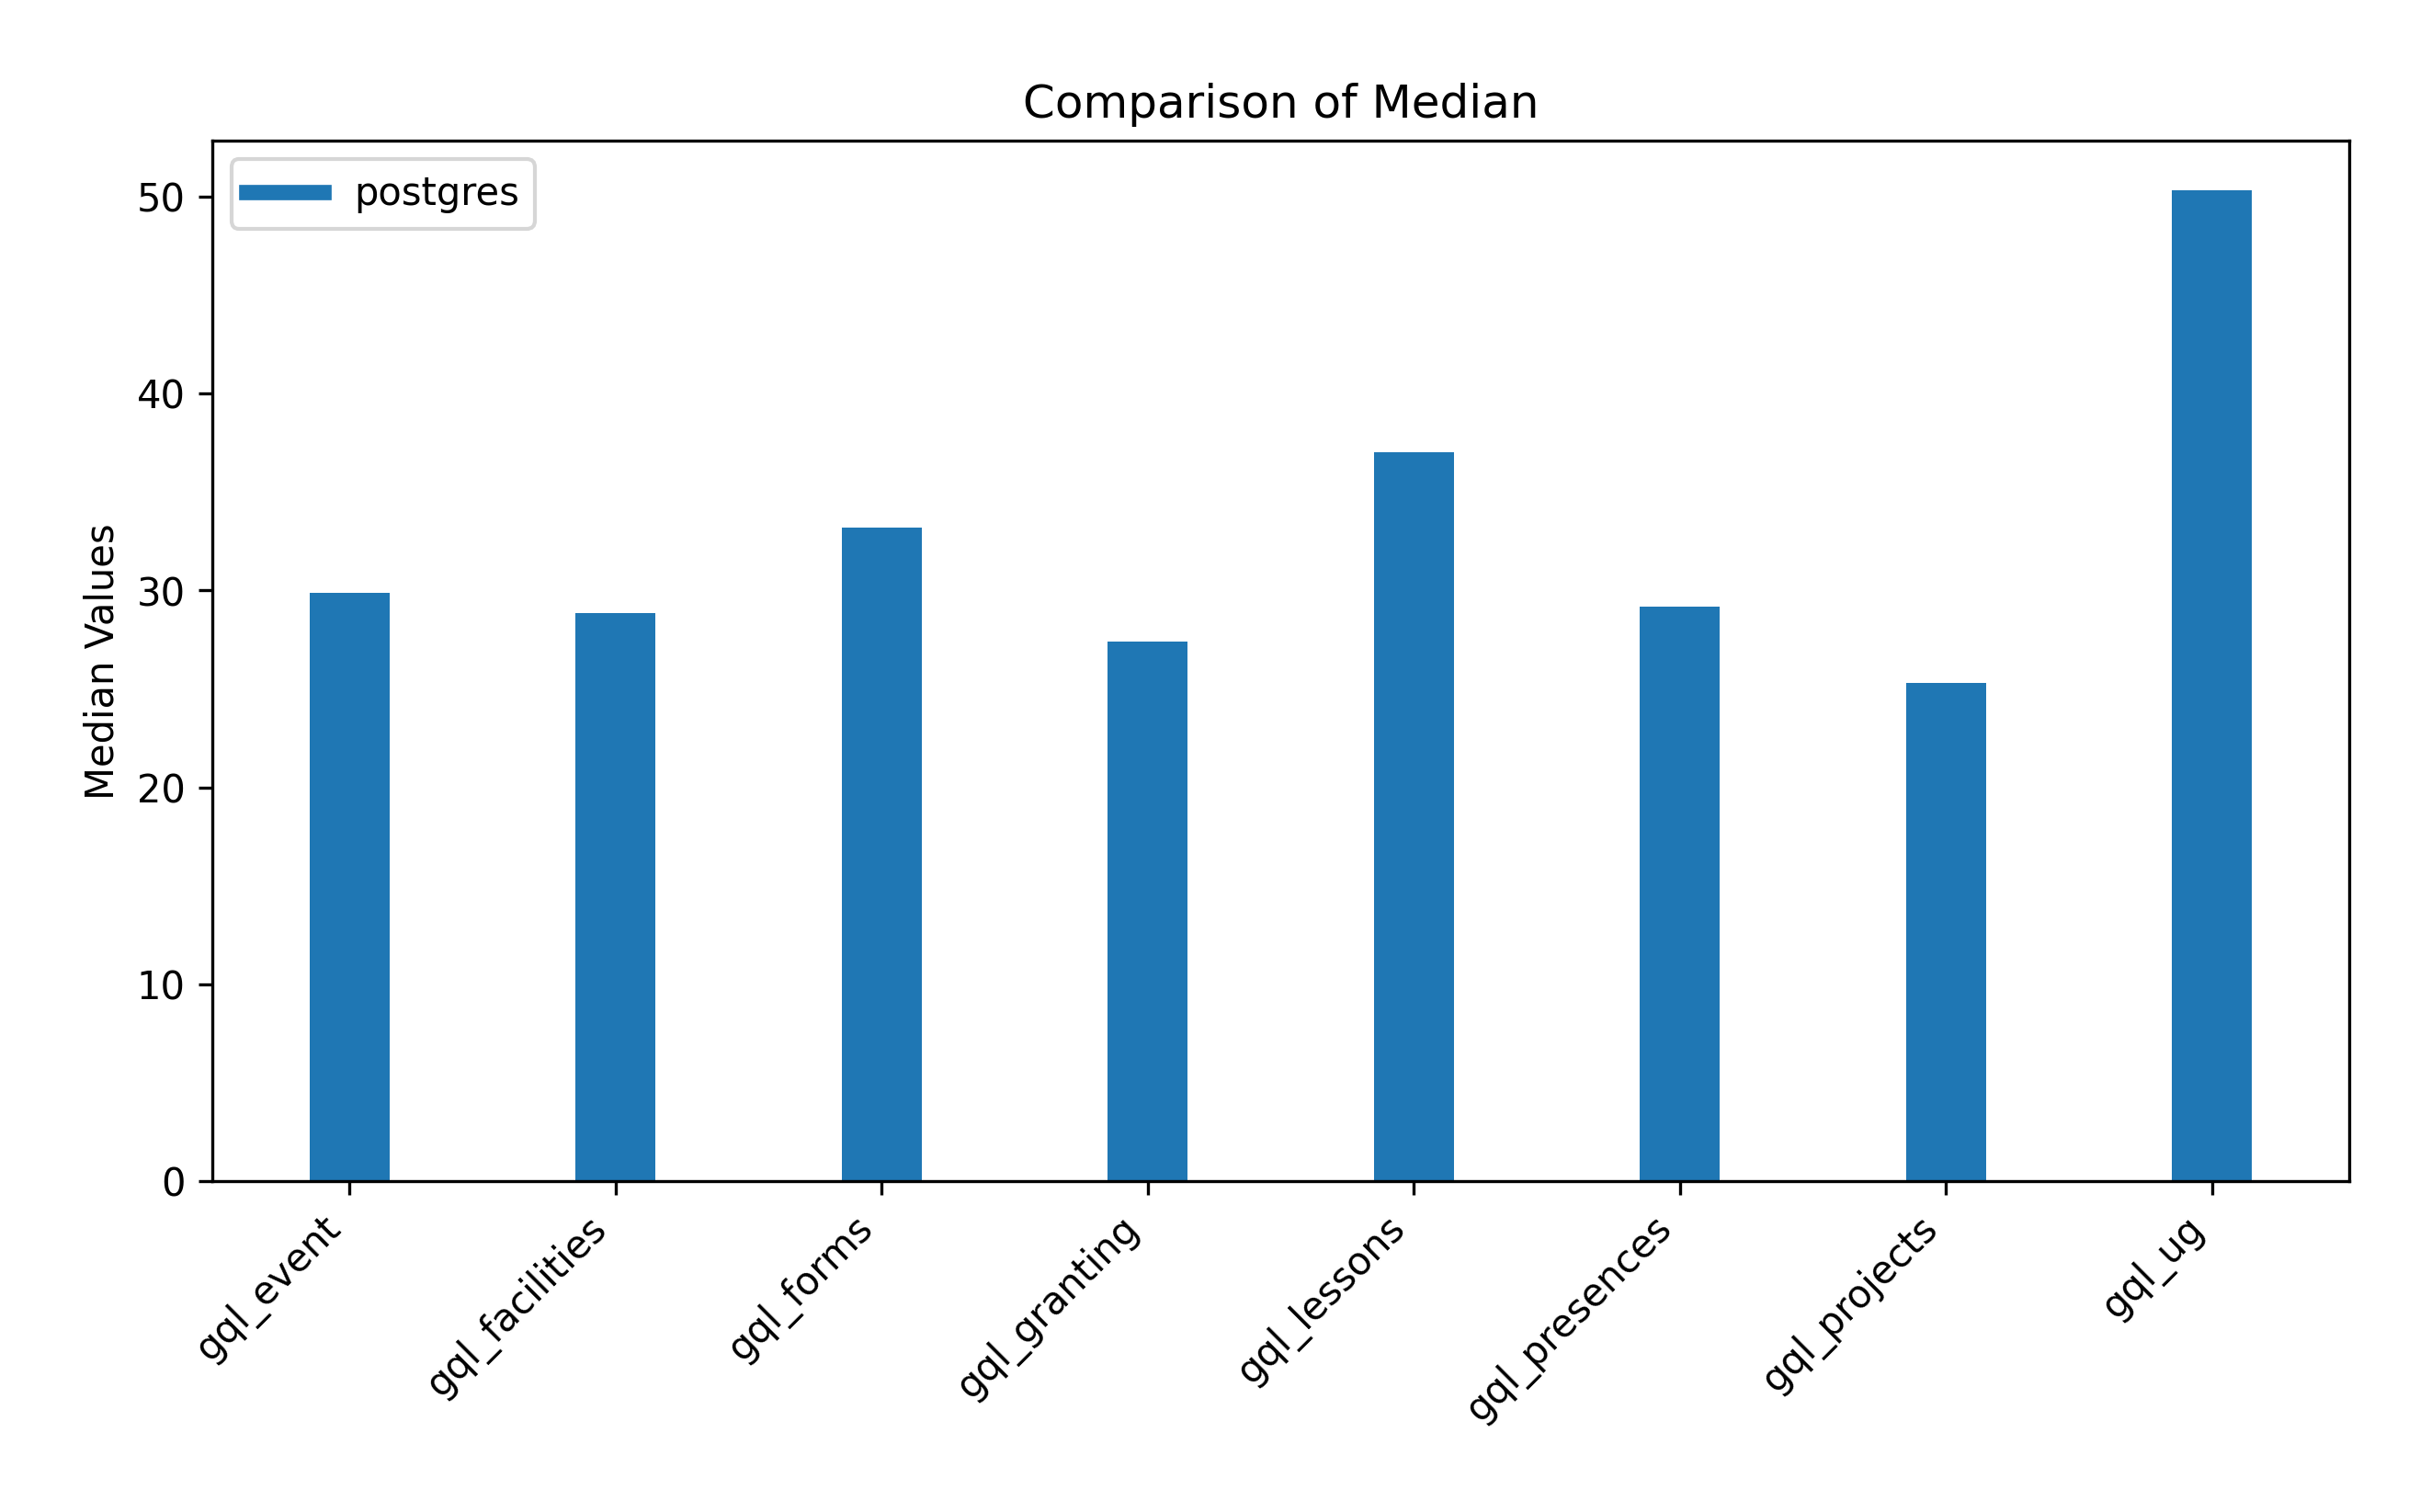 Comparison of Median
postgres
Median Values
50
40
30
20
10
0
gql_event
gql_facilities
gql_forms
gql_granting
gql_lessons
gql_presences
gql_projects
gql_ug